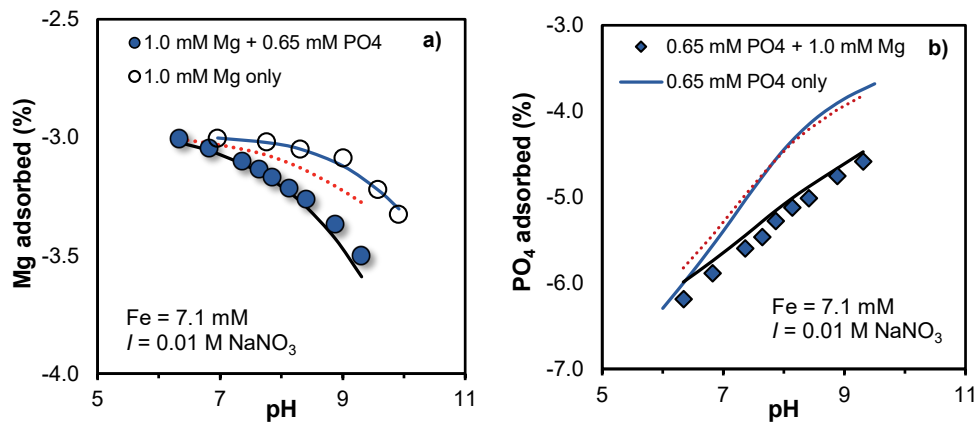 -2.5
-3.0
-3.5
-4.0
Mg adsorbed (%)
1.0 mM Mg + 0.65 mM PO4
1.0 mM Mg only
a)
Fe = 7.1 mM
I = 0.01 M NaNO₃
5 7 9 11
pH
-3.0
-4.0
-5.0
-6.0
-7.0
PO₄ adsorbed (%)
0.65 mM PO4 + 1.0 mM Mg
0.65 mM PO4 only
b)
Fe = 7.1 mM
I = 0.01 M NaNO₃
5 7 9 11
pH